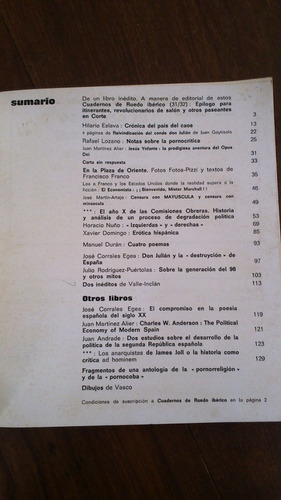 sumario
De un libro inédito. A manera de editorial de estos
Cuadernos de Ruedo ibérico (31/32) : Epílogo para
itinerantes, revolucionarios de salón y otros paseantes
en Corte 3
Hilario Eslava : Crónica del país del caos 13
4 páginas de Reivindicación del conde don Julián de Juan Goytisolo 22
Rafael Lozano : Notas sobre la pornocrítica 25
Juan Martínez Alier : Jesús Ynfante : la prodigiosa aventura del Opus
Dei 31
Carta sin respuesta 33
En la Plaza de Oriente. Fotos Fotos-Pizzi y textos de
Francisco Franco 35
Los a Franco y los Estados Unidos donde la realidad supera a la
ficción : El Economista : ¡ Bienvenido, Mister Marshall ! 46
José Martín-Artajo : Censura con MAYUSCULA y censura
con minúscula 49
*** : El año X de las Comisiones Obreras. Historia
y análisis de un proceso de degradación política 53
Horacio Nuño : « Izquierdas » y « derechas » 69
Xavier Domingo : Erótica hispánica 85
Manuel Durán : Cuatro poemas 93
José Corrales Egea : Don Julián y la « destrucción » de
España 97
Julio Rodríguez-Puértolas : Sobre la generación del 98
y otros mitos 103
Dos inéditos de Valle-Inclán 113
Otros libros
José Corrales Egea : El compromiso en la poesía
española del siglo XX 119
Juan Martínez Alier : Charles W. Anderson : The Political
Economy of Modern Spain 121
Juan Andrade : Dos estudios sobre el desarrollo de la
política de la segunda República española 123
*** : Los anarquistas de James Joll o la historia como
crítica ad hominem 129
Fragmentos de una antología de la « pornorreligión »
y de la « pornocoba »
Dibujos de Vasco
Condiciones de suscripción a Cuadernos de Ruedo ibérico en la página 2